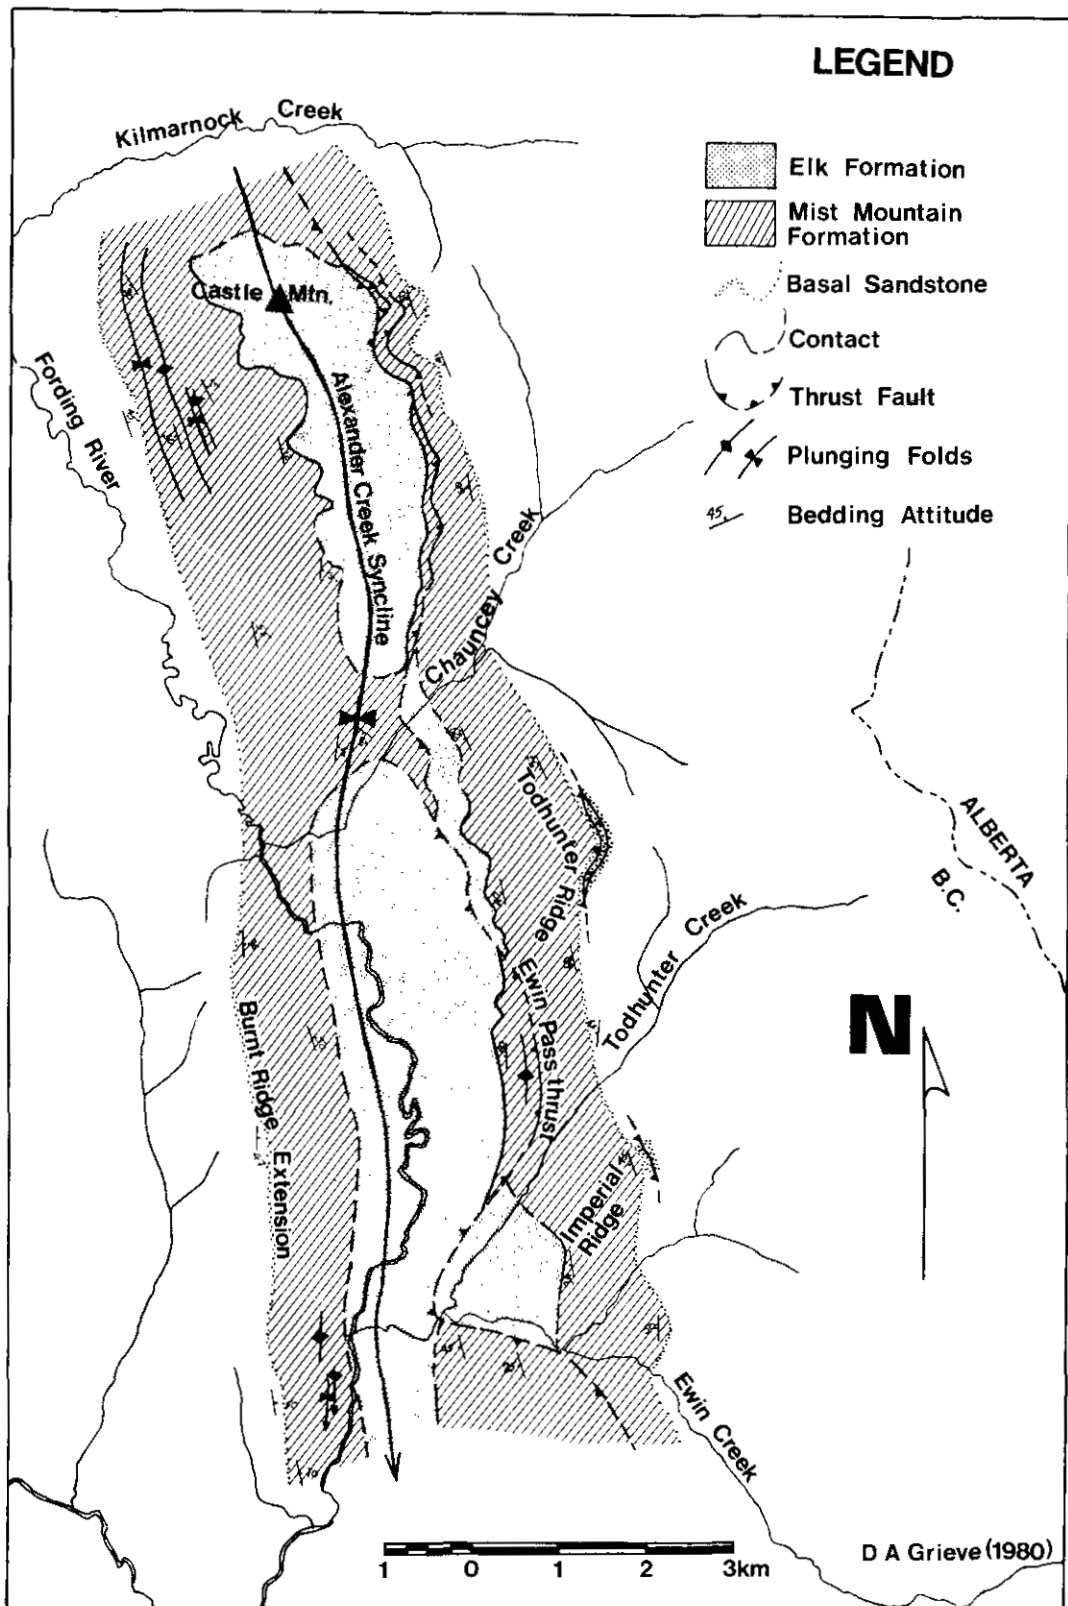 LEGEND
Kilmarnock Creek
Elk Formation
Mist Mountain
Formation
Basal Sandstone
Castle Mtn.
Contact
Fording River
Thrust Fault
Alexander Creek Syncline
Plunging Folds
45
Bedding Attitude
Chauncey Creek
Todhunter Ridge
ALBERTA
B.C.
Todhunter Creek
Ewin Pass thrust
N
Burnt Ridge Extension
Imperial
Ridge
Ewin Creek
1 0 1 2 3km
D A Grieve (1980)